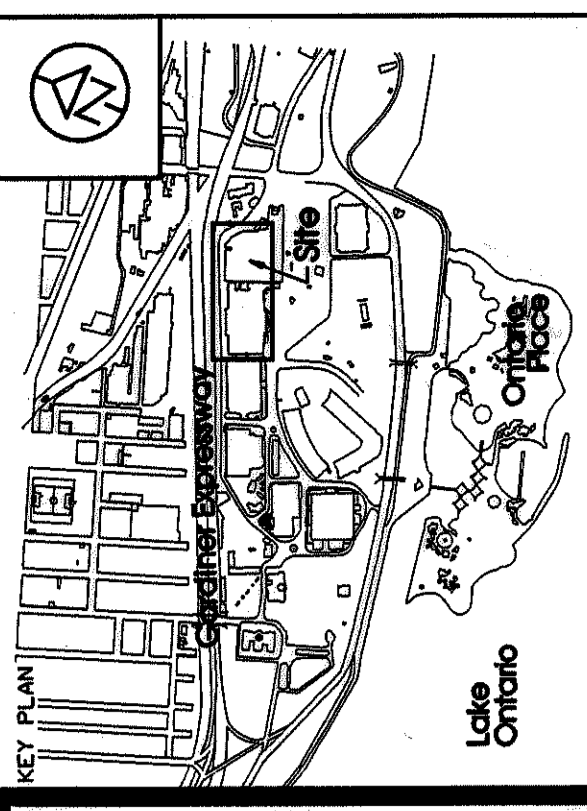 KEY PLAN
N
Gardiner Expressway
Site
Ontario
Place
Lake
Ontario